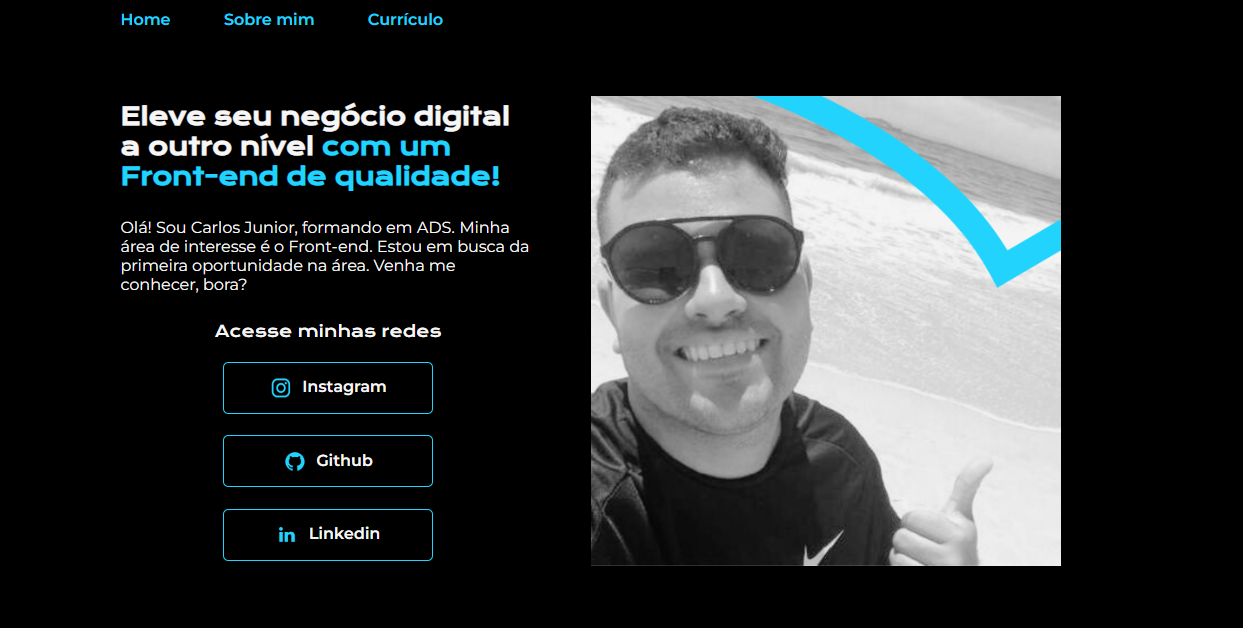 Home Sobre mim Currículo
Eleve seu negócio digital
a outro nível com um
Front-end de qualidade!
Olá! Sou Carlos Junior, formando em ADS. Minha
área de interesse é o Front-end. Estou em busca da
primeira oportunidade na área. Venha me
conhecer, bora?
Acesse minhas redes
Instagram
Github
in Linkedin